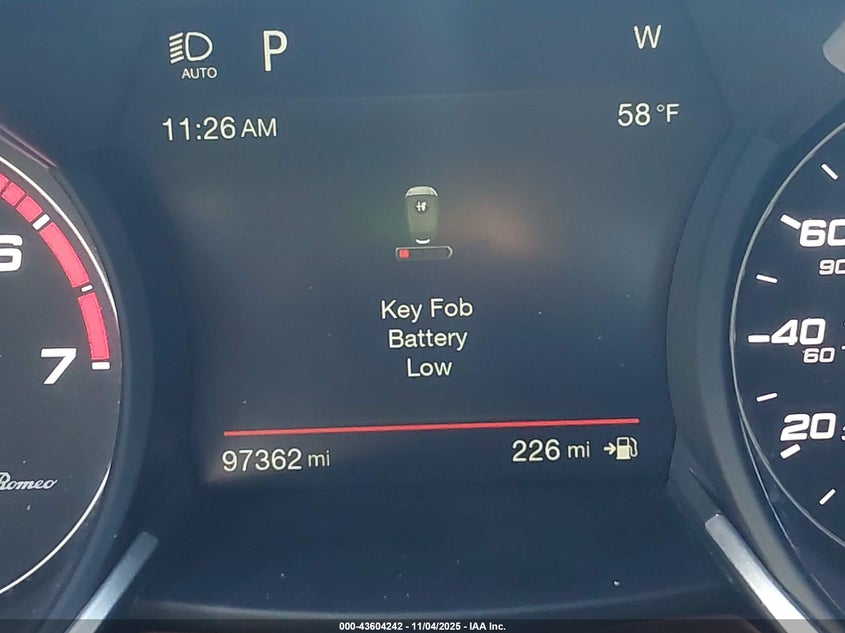 AUTO
P
W
11:26 AM
58 °F
Key Fob
Battery
Low
97362 mi
226 mi
6
7
Romeo
60
90
40
60
20
000-43604242 - 11/04/2025 - IAA Inc.